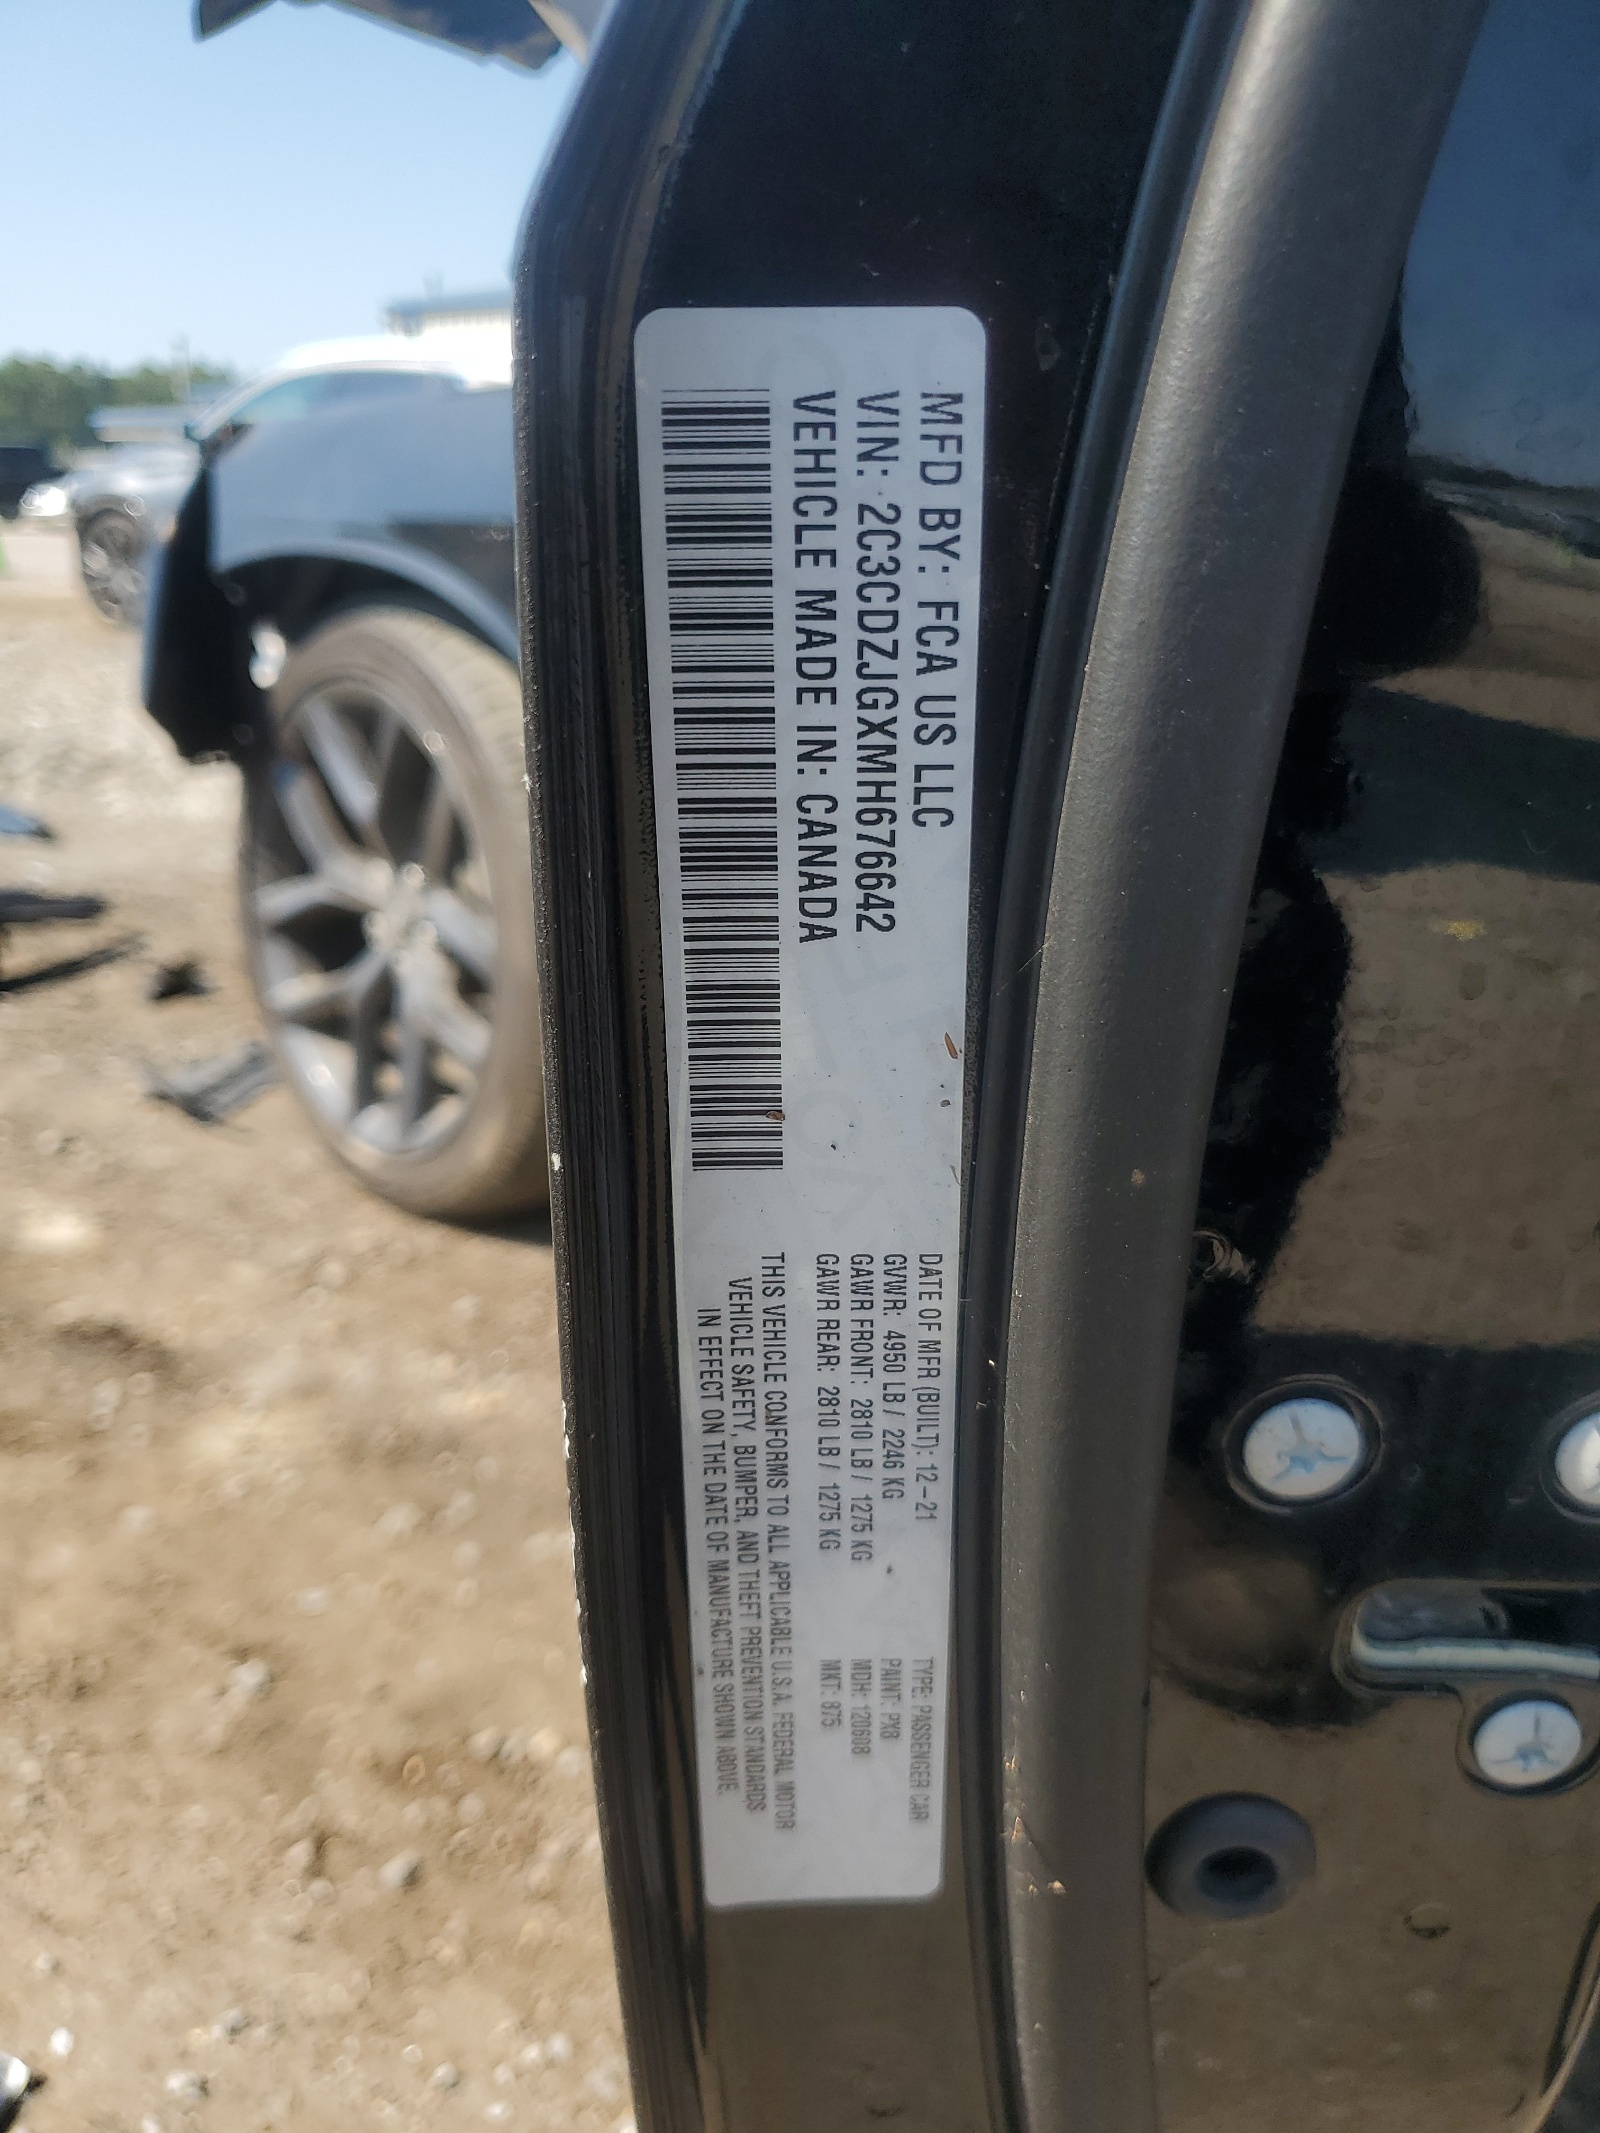 MFD BY: FCA US LLC
VIN: 2C3CDZJGXMH676642
VEHICLE MADE IN: CANADA
DATE OF MFR (BUILT): 12-21
GVWR: 4950 LB / 2246 KG
GAWR FRONT: 2810 LB / 1275 KG
GAWR REAR: 2810 LB / 1275 KG
TYPE: PASSENGER CAR
PAINT: PX8
MDH: 120608
MNT: 875
THIS VEHICLE CONFORMS TO ALL APPLICABLE U.S.A. FEDERAL MOTOR
VEHICLE SAFETY, BUMPER, AND THEFT PREVENTION STANDARDS
IN EFFECT ON THE DATE OF MANUFACTURE SHOWN ABOVE.